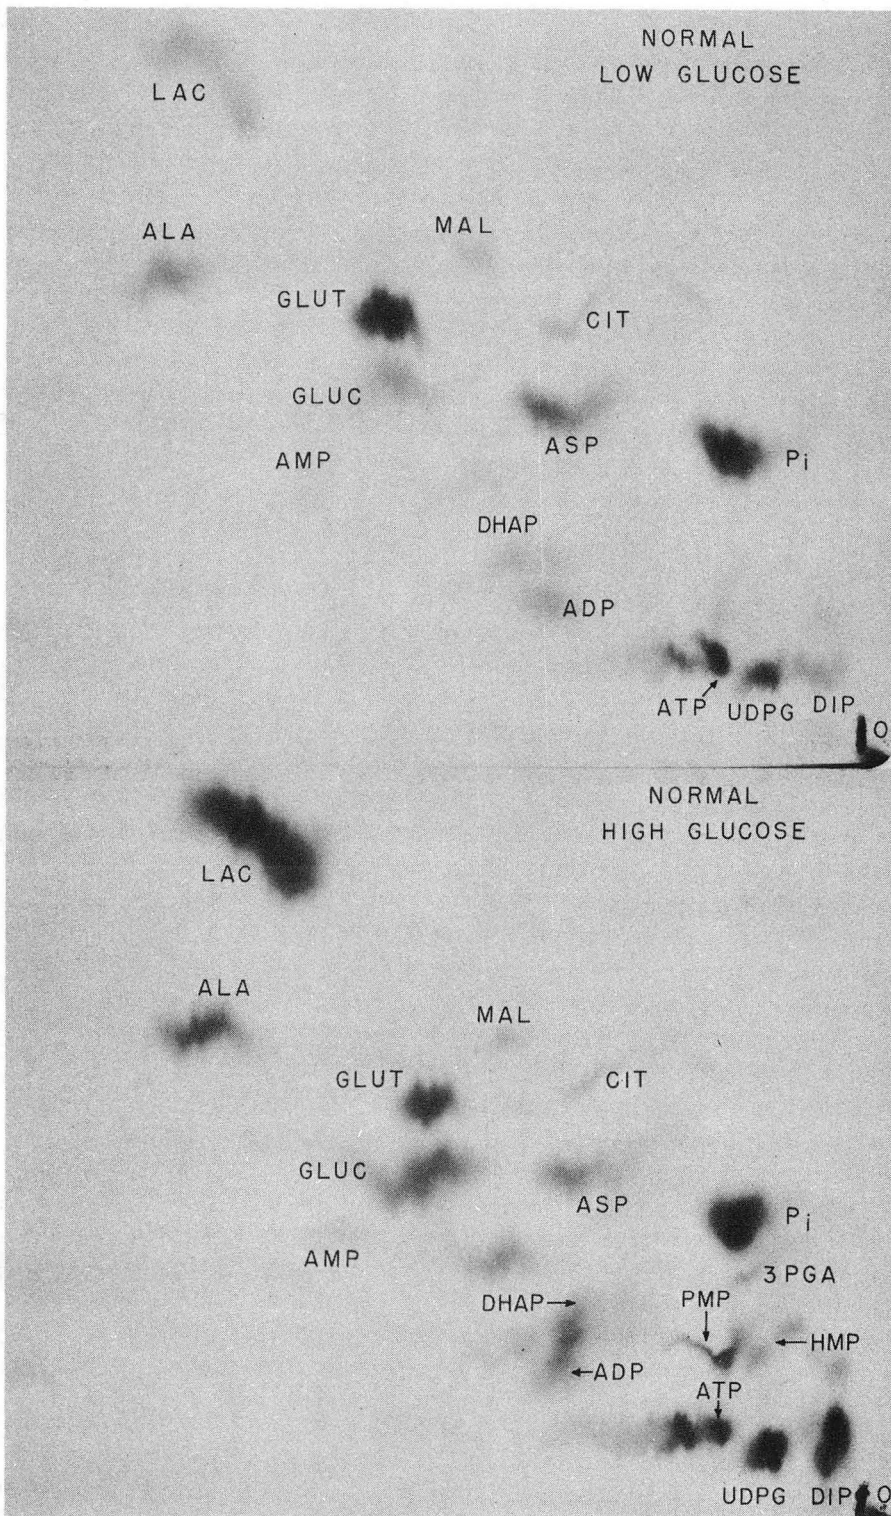 NORMAL
LOW GLUCOSE
LAC
ALA
MAL
GLUT
CIT
GLUC
ASP
AMP
Pi
DHAP
ADP
ATP
UDPG
DIP
O
NORMAL
HIGH GLUCOSE
LAC
ALA
MAL
GLUT
CIT
GLUC
ASP
Pi
AMP
3 PGA
DHAP
PMP
HMP
ADP
ATP
UDPG
DIP
O